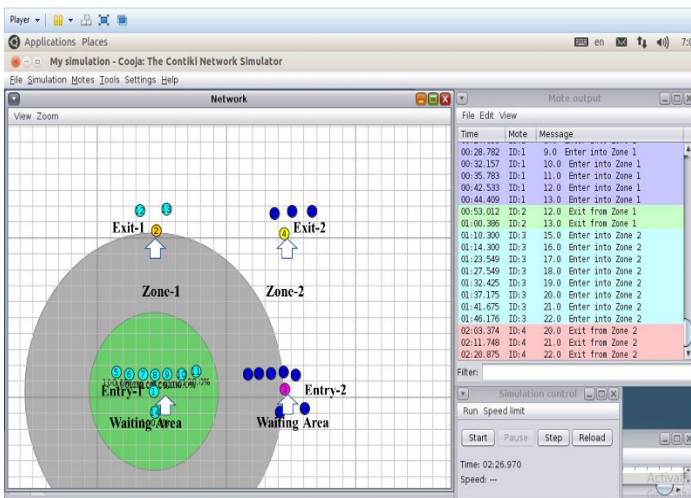 Player
Applications Places
en
My simulation - Cooja: The Contiki Network Simulator
File Simulation Motes Tools Settings Help
Network
View Zoom
Exit-1
2
Exit-2
4
Zone-1
Zone-2
5 6 7 8 9 10 11
Entry-1
1
Entry-2
3
Waiting Area
Waiting Area
Mote output
File Edit View
Time Mote Message
00:28.782 ID:1 9.0 Enter into Zone 1
00:32.157 ID:1 10.0 Enter into Zone 1
00:35.783 ID:1 11.0 Enter into Zone 1
00:42.533 ID:1 12.0 Enter into Zone 1
00:44.409 ID:1 13.0 Enter into Zone 1
00:53.012 ID:2 12.0 Exit from Zone 1
01:00.386 ID:2 13.0 Exit from Zone 1
01:10.300 ID:3 15.0 Enter into Zone 2
01:14.300 ID:3 16.0 Enter into Zone 2
01:23.549 ID:3 17.0 Enter into Zone 2
01:27.549 ID:3 18.0 Enter into Zone 2
01:32.425 ID:3 19.0 Enter into Zone 2
01:37.175 ID:3 20.0 Enter into Zone 2
01:41.675 ID:3 21.0 Enter into Zone 2
01:46.176 ID:3 22.0 Enter into Zone 2
02:03.374 ID:4 20.0 Exit from Zone 2
02:11.748 ID:4 21.0 Exit from Zone 2
02:20.875 ID:4 22.0 Exit from Zone 2
Filter:
Simulation control
Run Speed limit
Start Pause Step Reload
Time: 02:26.970
Speed: ---